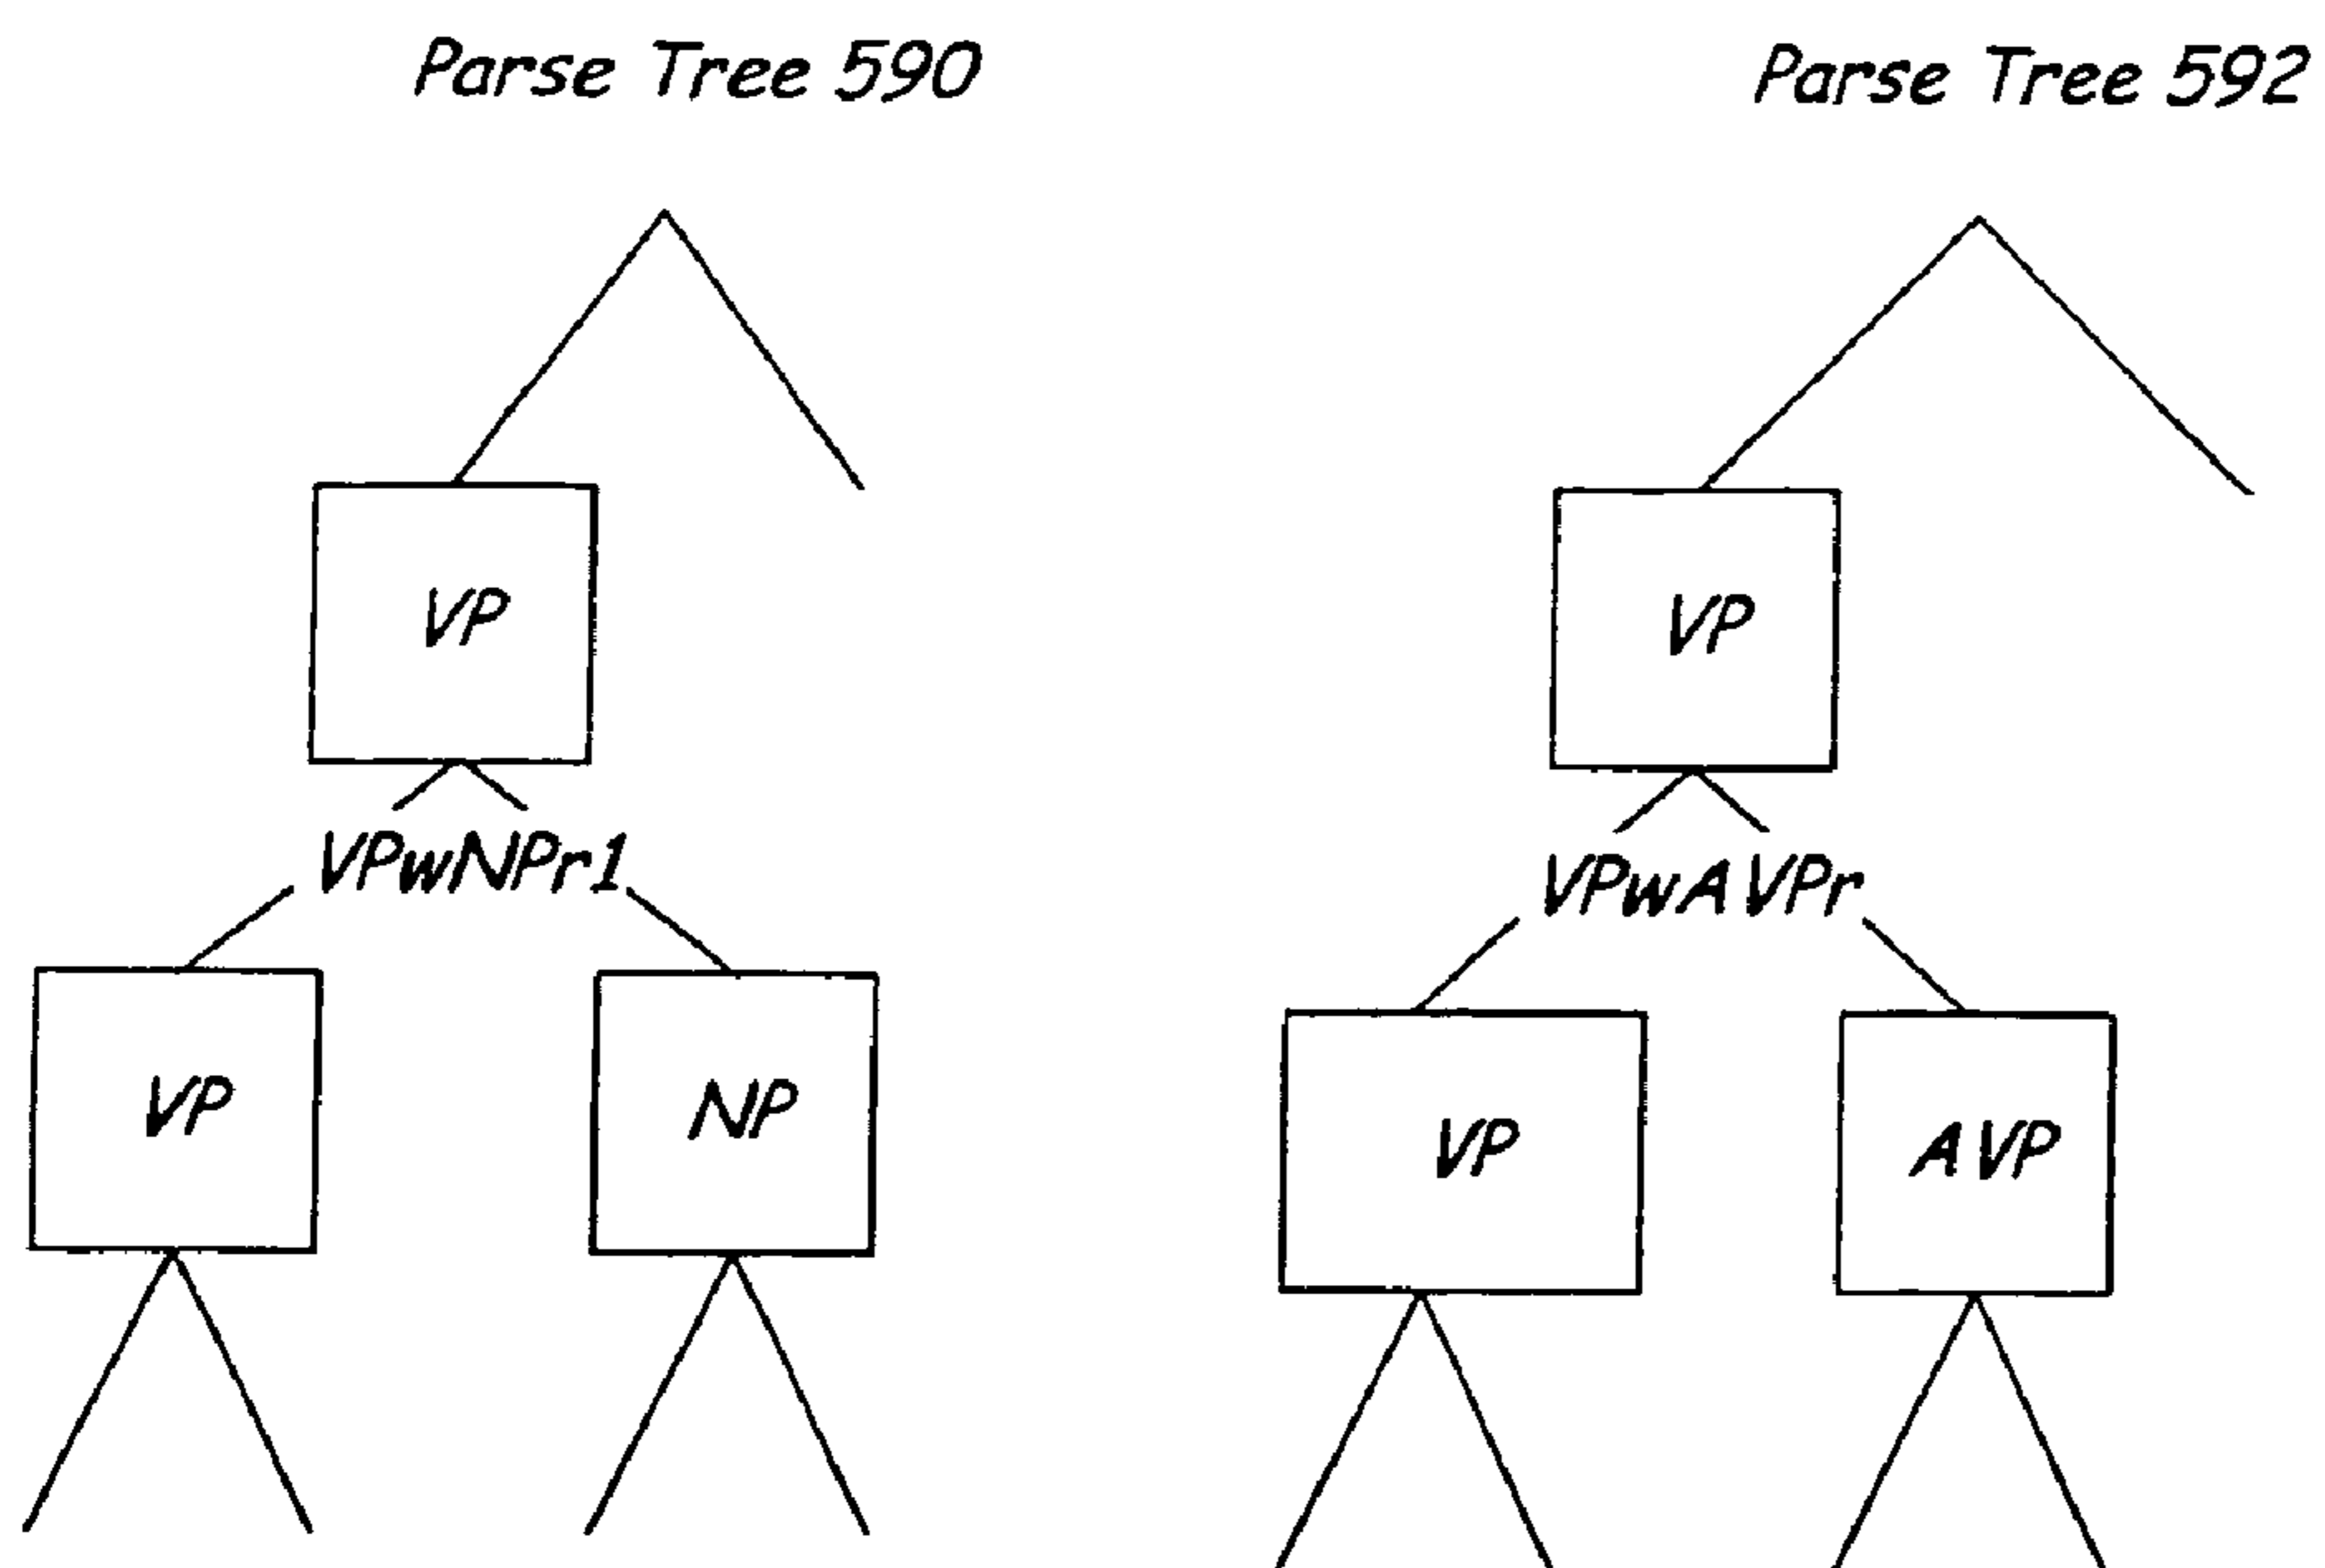 Parse Tree 590
VP
VPwNPr1
VP
NP
Parse Tree 592
VP
VPwAVPr
VP
AVP